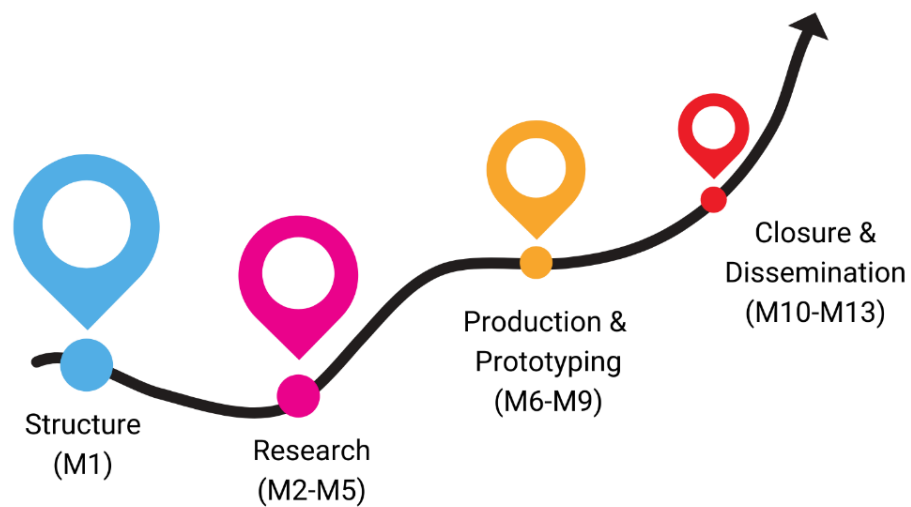 Structure
(M1)
Research
(M2-M5)
Production &
Prototyping
(M6-M9)
Closure &
Dissemination
(M10-M13)